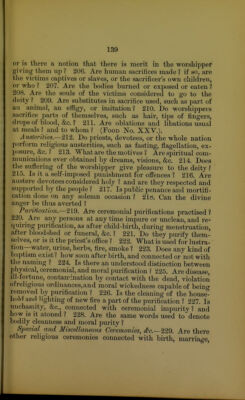 139
or is there a notion that there is merit in the worshipper
giving them up? 206. Are human sacrifices made? if so, are
the victims captives or slaves, or the sacrificer's own children,
or who? 207. Are the bodies burned or exposed or eaten?
208. Are the souls of the victims considered to go to the
deity? 209. Are substitutes in sacrifice used, such as part of
an animal, an effigy, or imitation? 210. Do worshippers
sacrifice parts of themselves, such as hair, tips of fingers,
drops of blood, &c.? 211. Are oblations and libations usual
at meals? and to whom? (FOOD No. XXV.).
Austerities.—212. Do priests, devotees, or the whole nation
perform religious austerities, such as fasting, flagellation, ex-
posure, &c.? 213. What are the motives? Are spiritual com-
munications ever obtained by dreams, visions, &c. 214. Does
the suffering of the worshipper give pleasure to the deity?
215. Is it a self-imposed punishment for offences? 216. Are
austere devotees considered holy? and are they respected and
supported by the people? 217. Is public penance and mortifi-
cation done on any solemn occasion? 218. Can the divine
anger be thus averted?
Purification.—219. Are ceremonial purifications practised?
220. Are any persons at any time impure or unclean, and re-
quiring purification, as after child-birth, during menstruation,
after bloodshed or funeral, &c.? 221. Do they purify them-
selves, or is it the priest's office? 222. What is used for lustra-
tion—water, urine, herbs, fire, smoke? 223. Does any kind of
baptism exist? how soon after birth, and connected or not with
the naming? 224. Is there an understood distinction between
physical, ceremonial, and moral purification? 225. Are disease,
ill-fortune, contamination by contact with the dead, violation
of religious ordinances, and moral wickedness capable of being
removed by purification? 226. Is the cleaning of the house-
hold and lighting of new fire a part of the purification? 227. Is
unchasity, &c., connected with ceremonial impurity? and
how is it atoned? 228. Are the same words used to denote
bodily cleanness and moral purity?
Special and Miscellaneous Ceremonies, &c.—229. Are there
other religious ceremonies connected with birth, marriage,